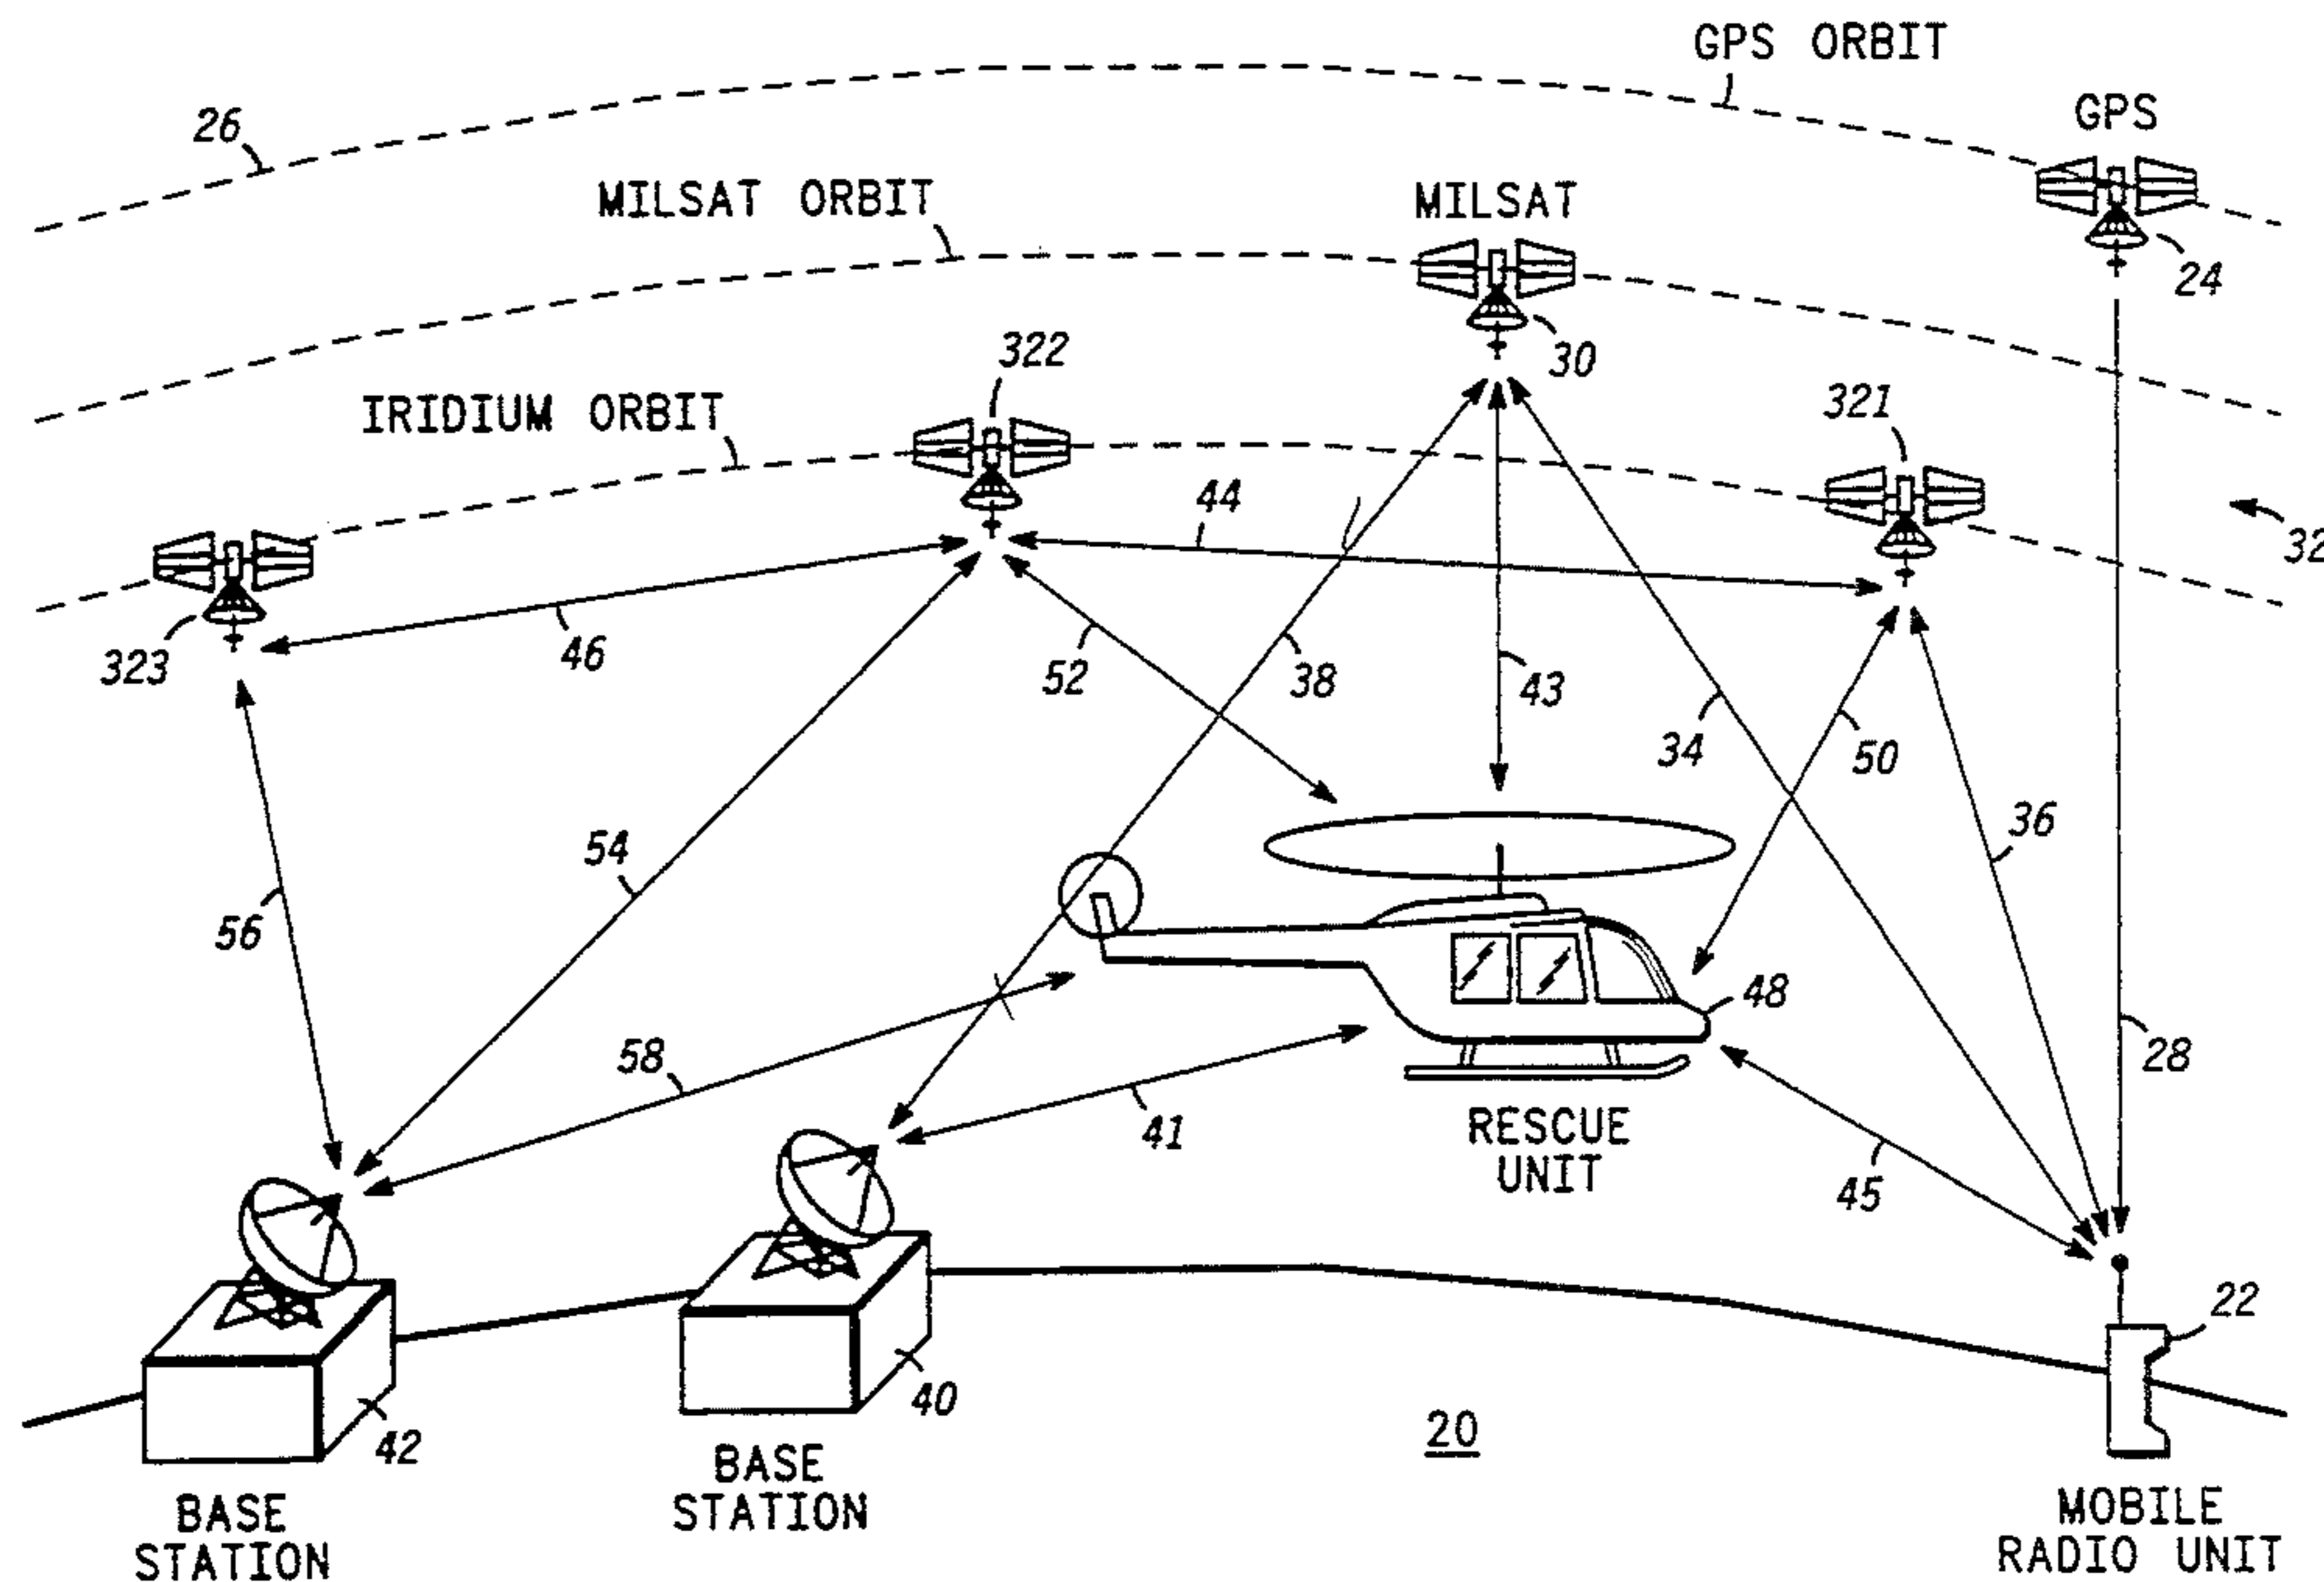 GPS ORBIT
26
GPS
MILSAT ORBIT
MILSAT
24
322
30
321
IRIDIUM ORBIT
44
32
323
46
52
38
43
34
50
54
36
56
48
58
41
28
RESCUE
UNIT
45
22
42
40
20
BASE
STATION
BASE
STATION
MOBILE
RADIO UNIT